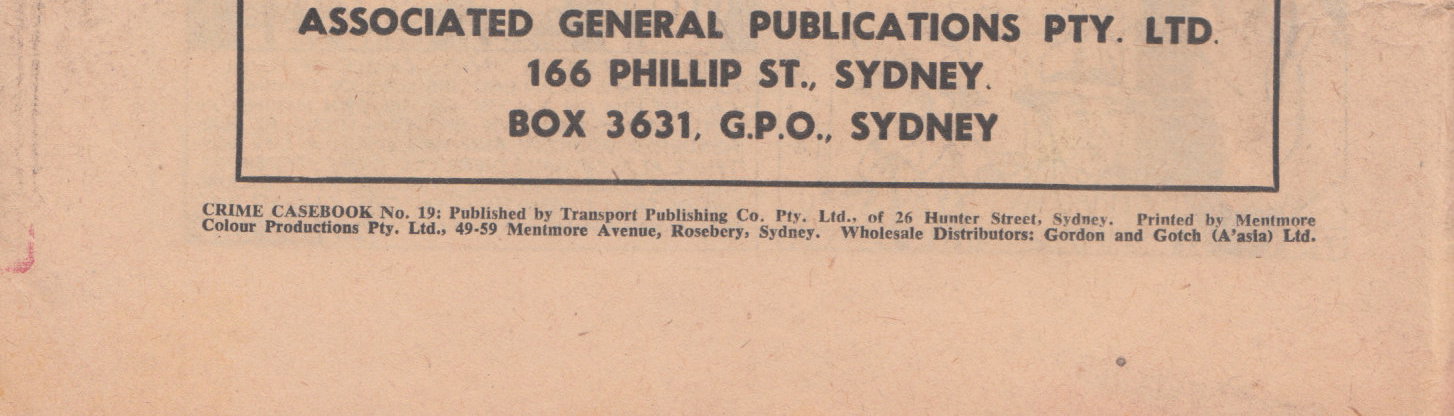 ASSOCIATED GENERAL PUBLICATIONS PTY. LTD.
166 PHILLIP ST., SYDNEY.
BOX 3631, G.P.O., SYDNEY
CRIME CASEBOOK No. 19: Published by Transport Publishing Co. Pty. Ltd., of 26 Hunter Street, Sydney. Printed by Mentmore
Colour Productions Pty. Ltd., 49-59 Mentmore Avenue, Rosebery, Sydney. Wholesale Distributors: Gordon and Gotch (A'asia) Ltd.